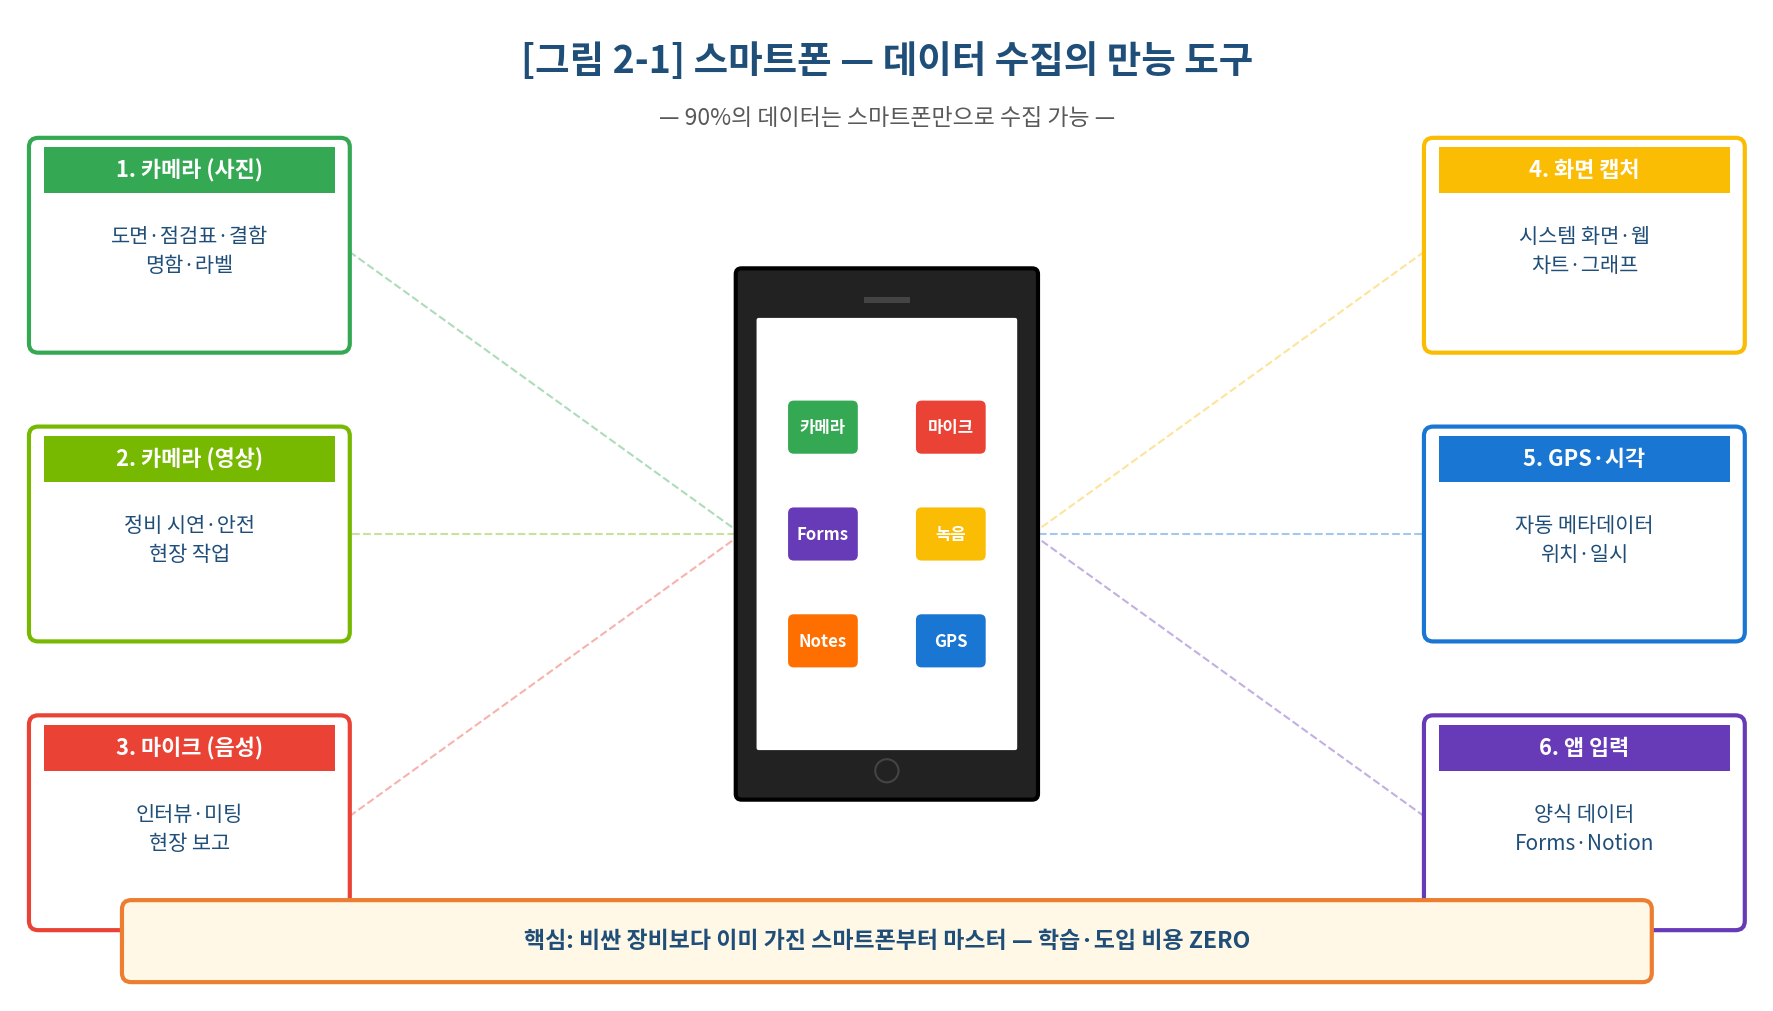 [그림 2-1] 스마트폰 — 데이터 수집의 만능 도구
— 90%의 데이터는 스마트폰만으로 수집 가능 —
1. 카메라 (사진)
도면·점검표·결함
명함·라벨
2. 카메라 (영상)
정비 시연·안전
현장 작업
3. 마이크 (음성)
인터뷰·미팅
현장 보고
카메라
마이크
Forms
녹음
Notes
GPS
4. 화면 캡처
시스템 화면·웹
차트·그래프
5. GPS·시각
자동 메타데이터
위치·일시
6. 앱 입력
양식 데이터
Forms·Notion
핵심: 비싼 장비보다 이미 가진 스마트폰부터 마스터 — 학습·도입 비용 ZERO